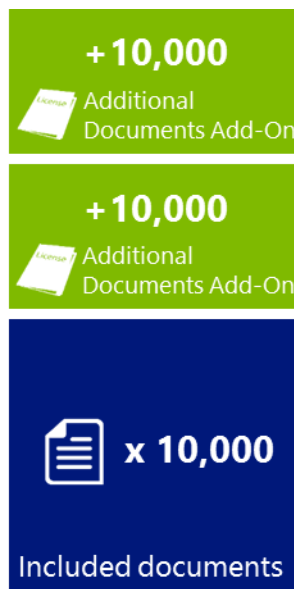 +10,000
License
Additional
Documents Add-On
+10,000
License
Additional
Documents Add-On
x 10,000
Included documents